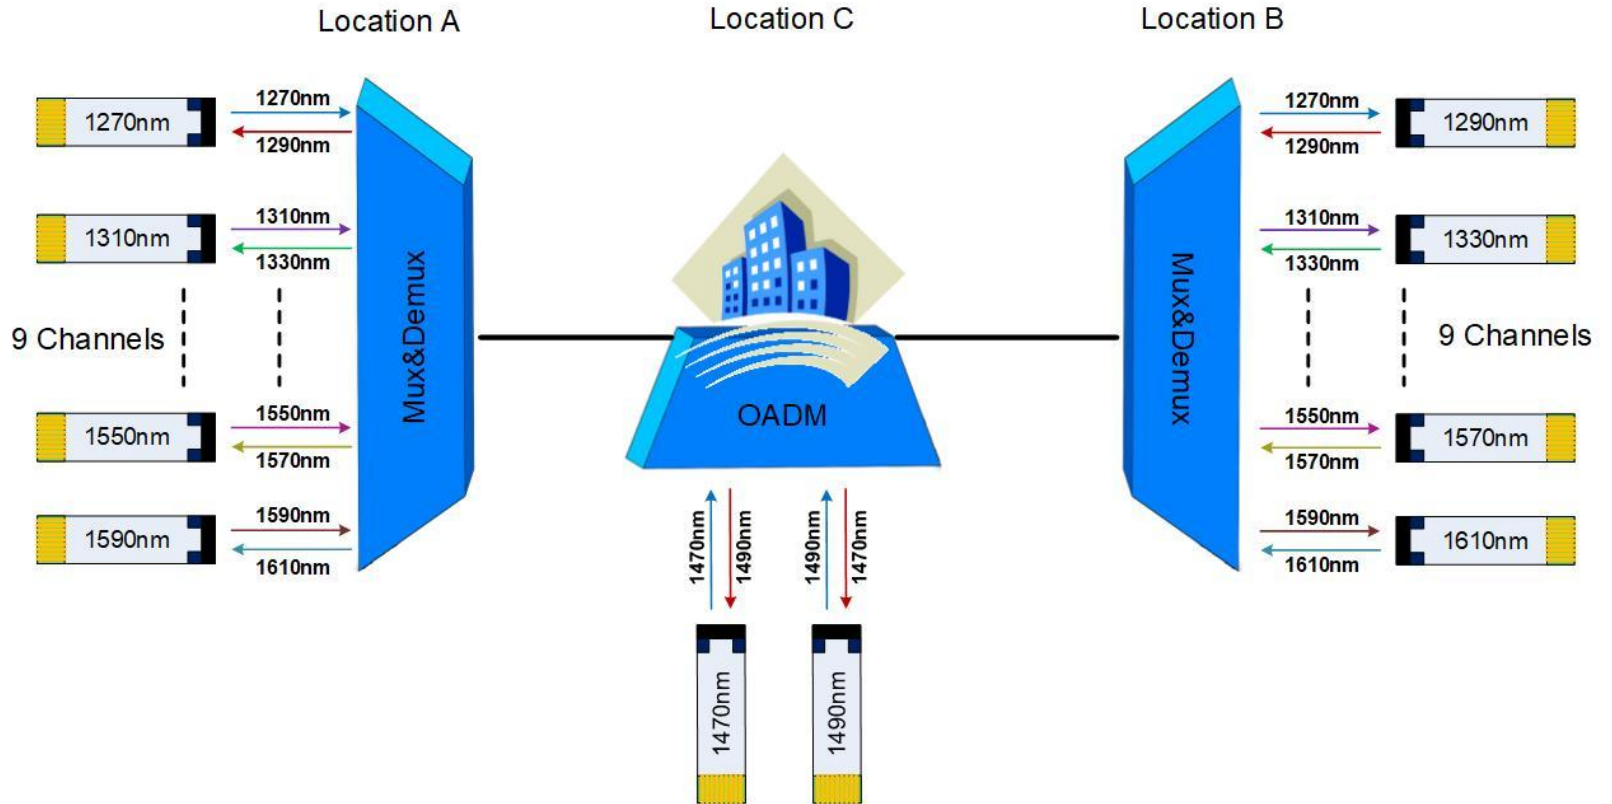 Location A
Location C
Location B
1270nm
1270nm
1290nm
1270nm
1290nm
1290nm
1310nm
1310nm
1330nm
1310nm
1330nm
1330nm
9 Channels
Mux&Demux
Mux&Demux
9 Channels
OADM
1550nm
1550nm
1570nm
1550nm
1570nm
1570nm
1590nm
1590nm
1610nm
1590nm
1610nm
1610nm
1470nm
1490nm
1490nm
1470nm
1470nm
1490nm